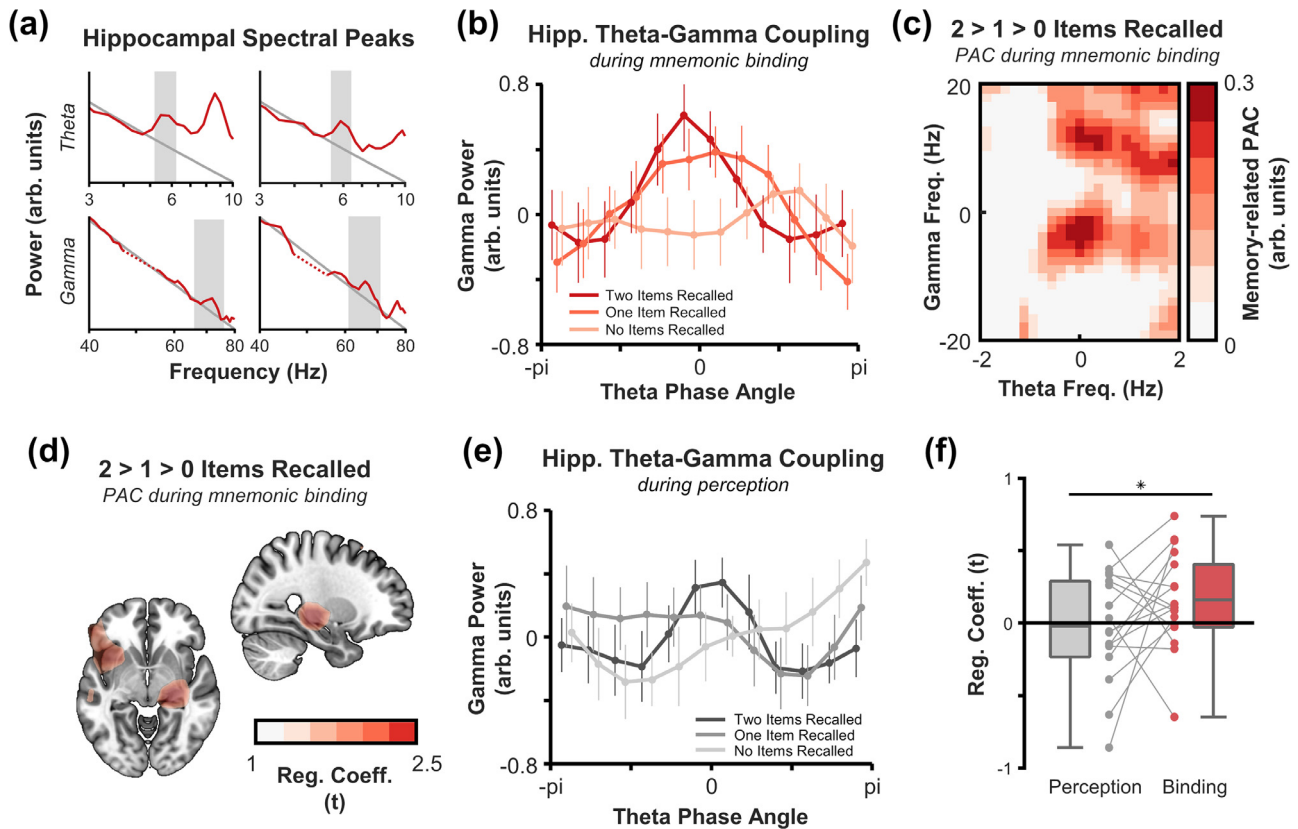 (a)
Hippocampal Spectral Peaks
Power (arb. units)
Theta
Gamma
3 6 10
3 6 10
40 60 80
40 60 80
Frequency (Hz)
(b)
Hipp. Theta-Gamma Coupling
during mnemonic binding
Gamma Power
(arb. units)
0.8
0
-0.8
Two Items Recalled
One Item Recalled
No Items Recalled
-pi 0 pi
Theta Phase Angle
(c)
2 > 1 > 0 Items Recalled
PAC during mnemonic binding
Gamma Freq. (Hz)
20
0
-20
-2 0 2
Theta Freq. (Hz)
0.3
0
Memory-related PAC
(arb. units)
(d)
2 > 1 > 0 Items Recalled
PAC during mnemonic binding
1 2.5
Reg. Coeff.
(t)
(e)
Hipp. Theta-Gamma Coupling
during perception
Gamma Power
(arb. units)
0.8
0
-0.8
Two Items Recalled
One Item Recalled
No Items Recalled
-pi 0 pi
Theta Phase Angle
(f)
Reg. Coeff. (t)
1
0
-1
*
Perception Binding